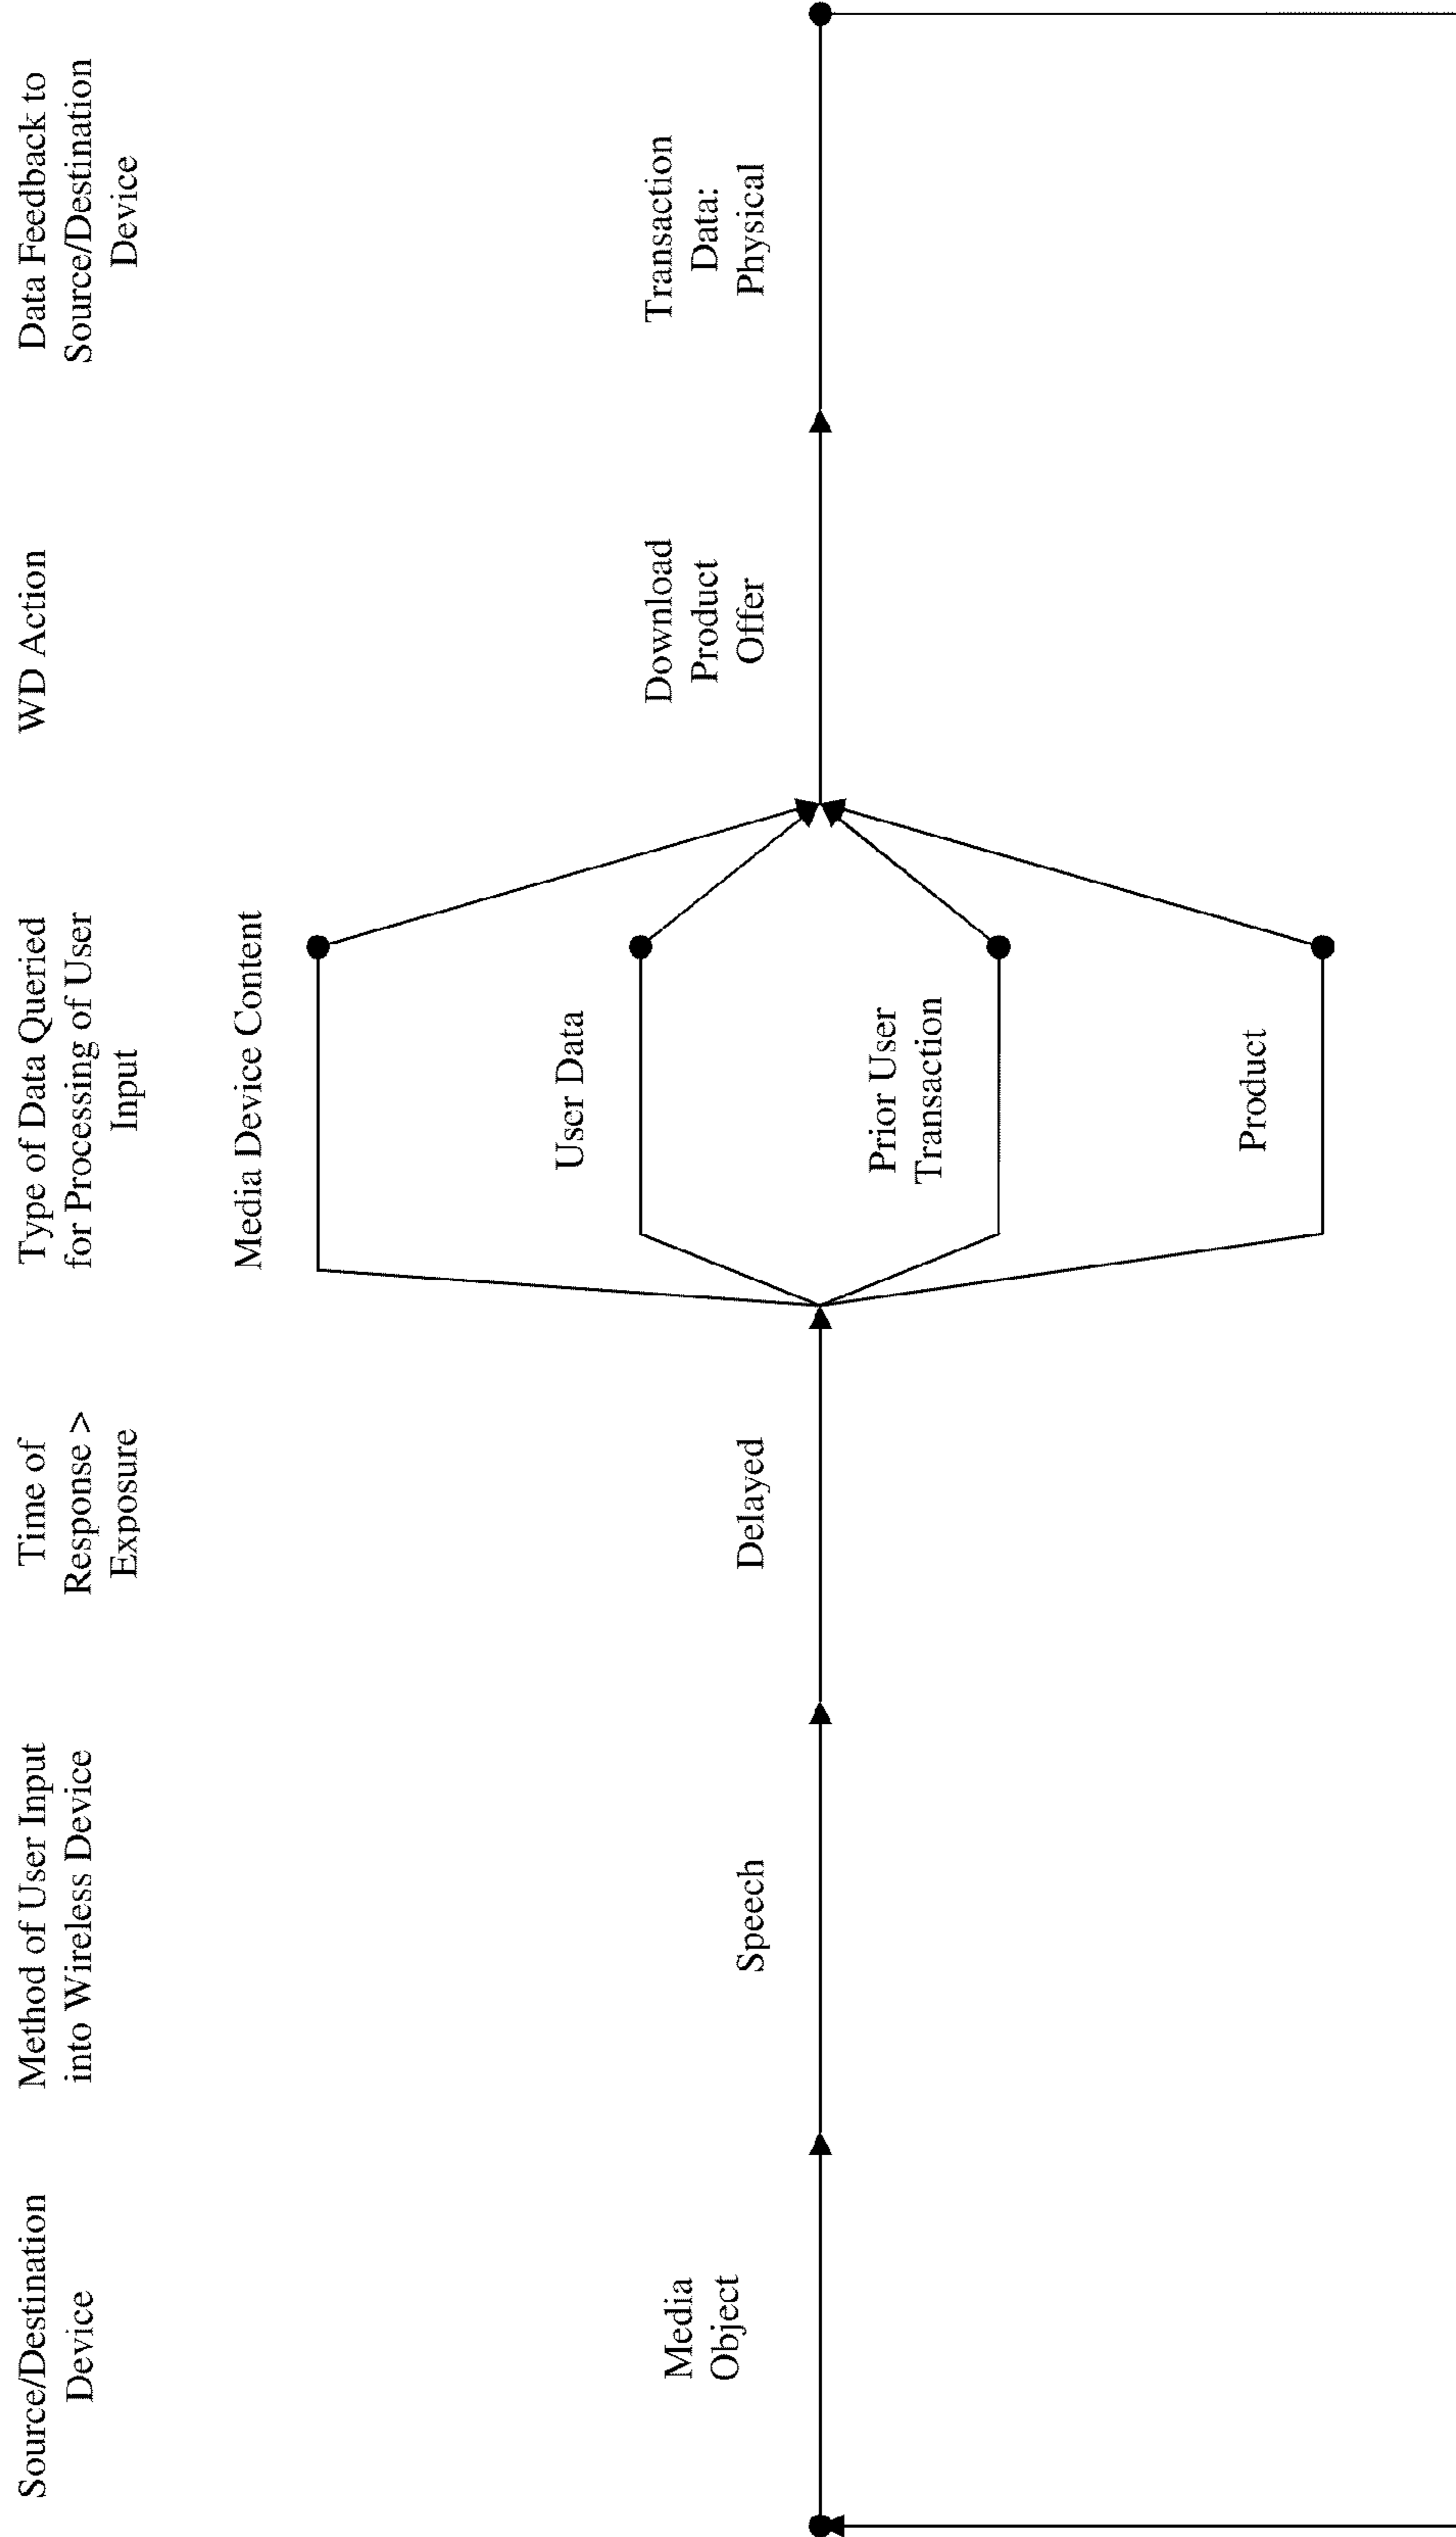 Source/Destination
Device
Method of User Input
into Wireless Device
Time of
Response >
Exposure
Type of Data Queried
for Processing of User
Input
WD Action
Data Feedback to
Source/Destination
Device
Media
Object
Speech
Delayed
Media Device Content
User Data
Prior User
Transaction
Product
Download
Product
Offer
Transaction
Data:
Physical